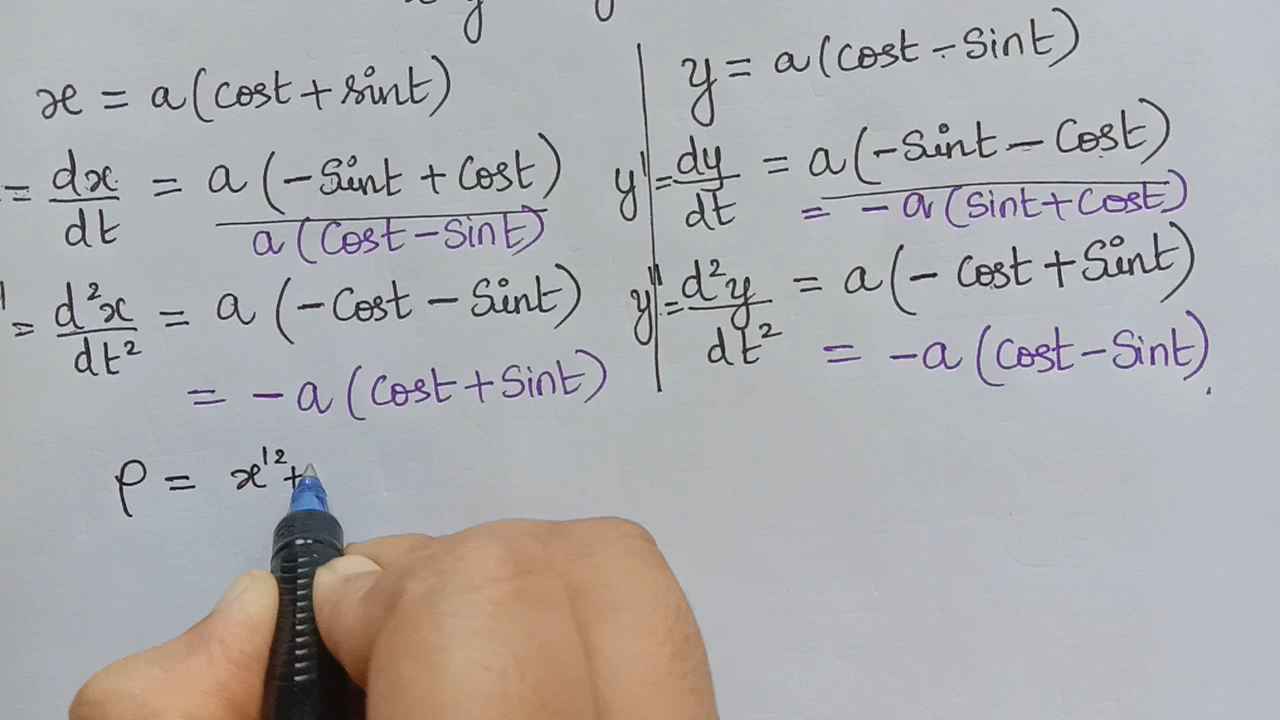 x = a(cost + sint)
= dx/dt = a(-Sint + Cost)
a(Cost - Sint)
= d²x/dt² = a(-Cost - Sint)
= -a(Cost + Sint)
y = a(cost - Sint)
y' = dy/dt = a(-Sint - Cost)
= -a(Sint + Cost)
y'' = d²y/dt² = a(-Cost + Sint)
= -a(Cost - Sint).
ρ = x'² +